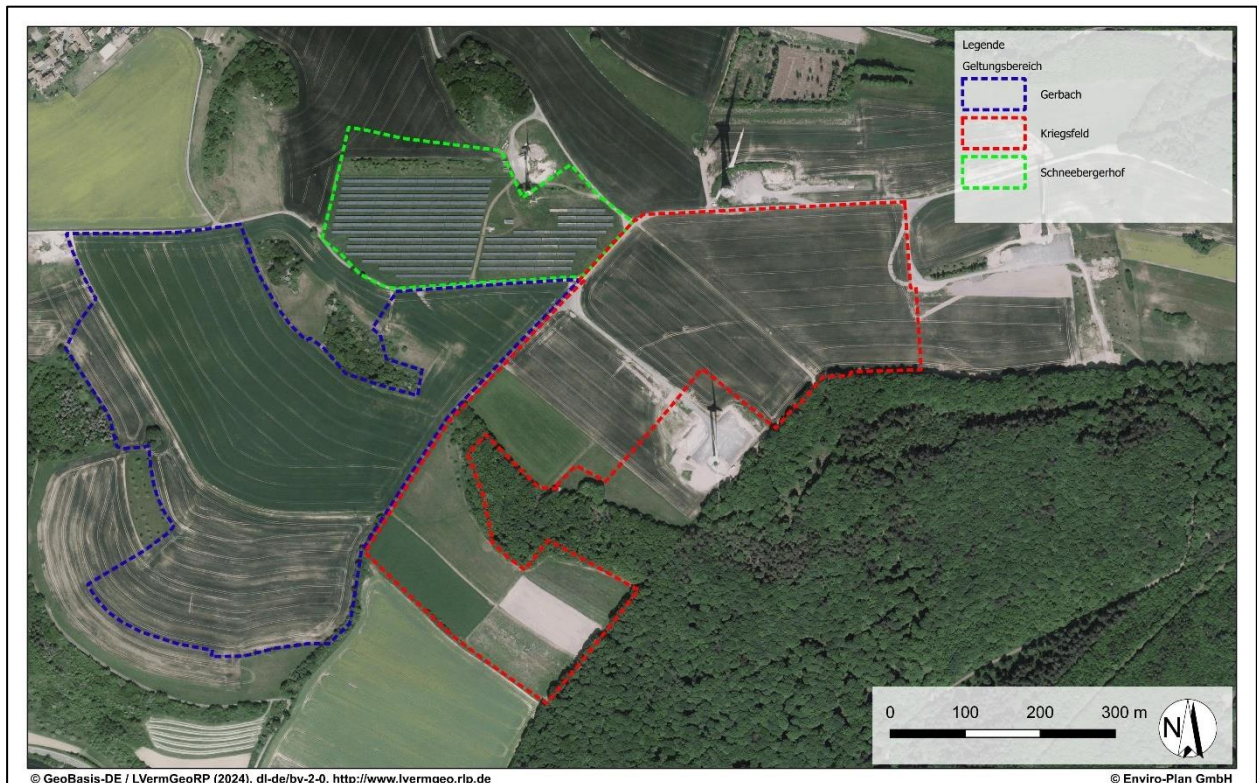 Legende
Geltungsbereich
Gerbach
Kriegsfeld
Schneebergerhof
0 100 200 300 m
N
© GeoBasis-DE / LVermGeoRP (2024), dl-de/by-2-0, http://www.lvermgeo.rlp.de
© Enviro-Plan GmbH